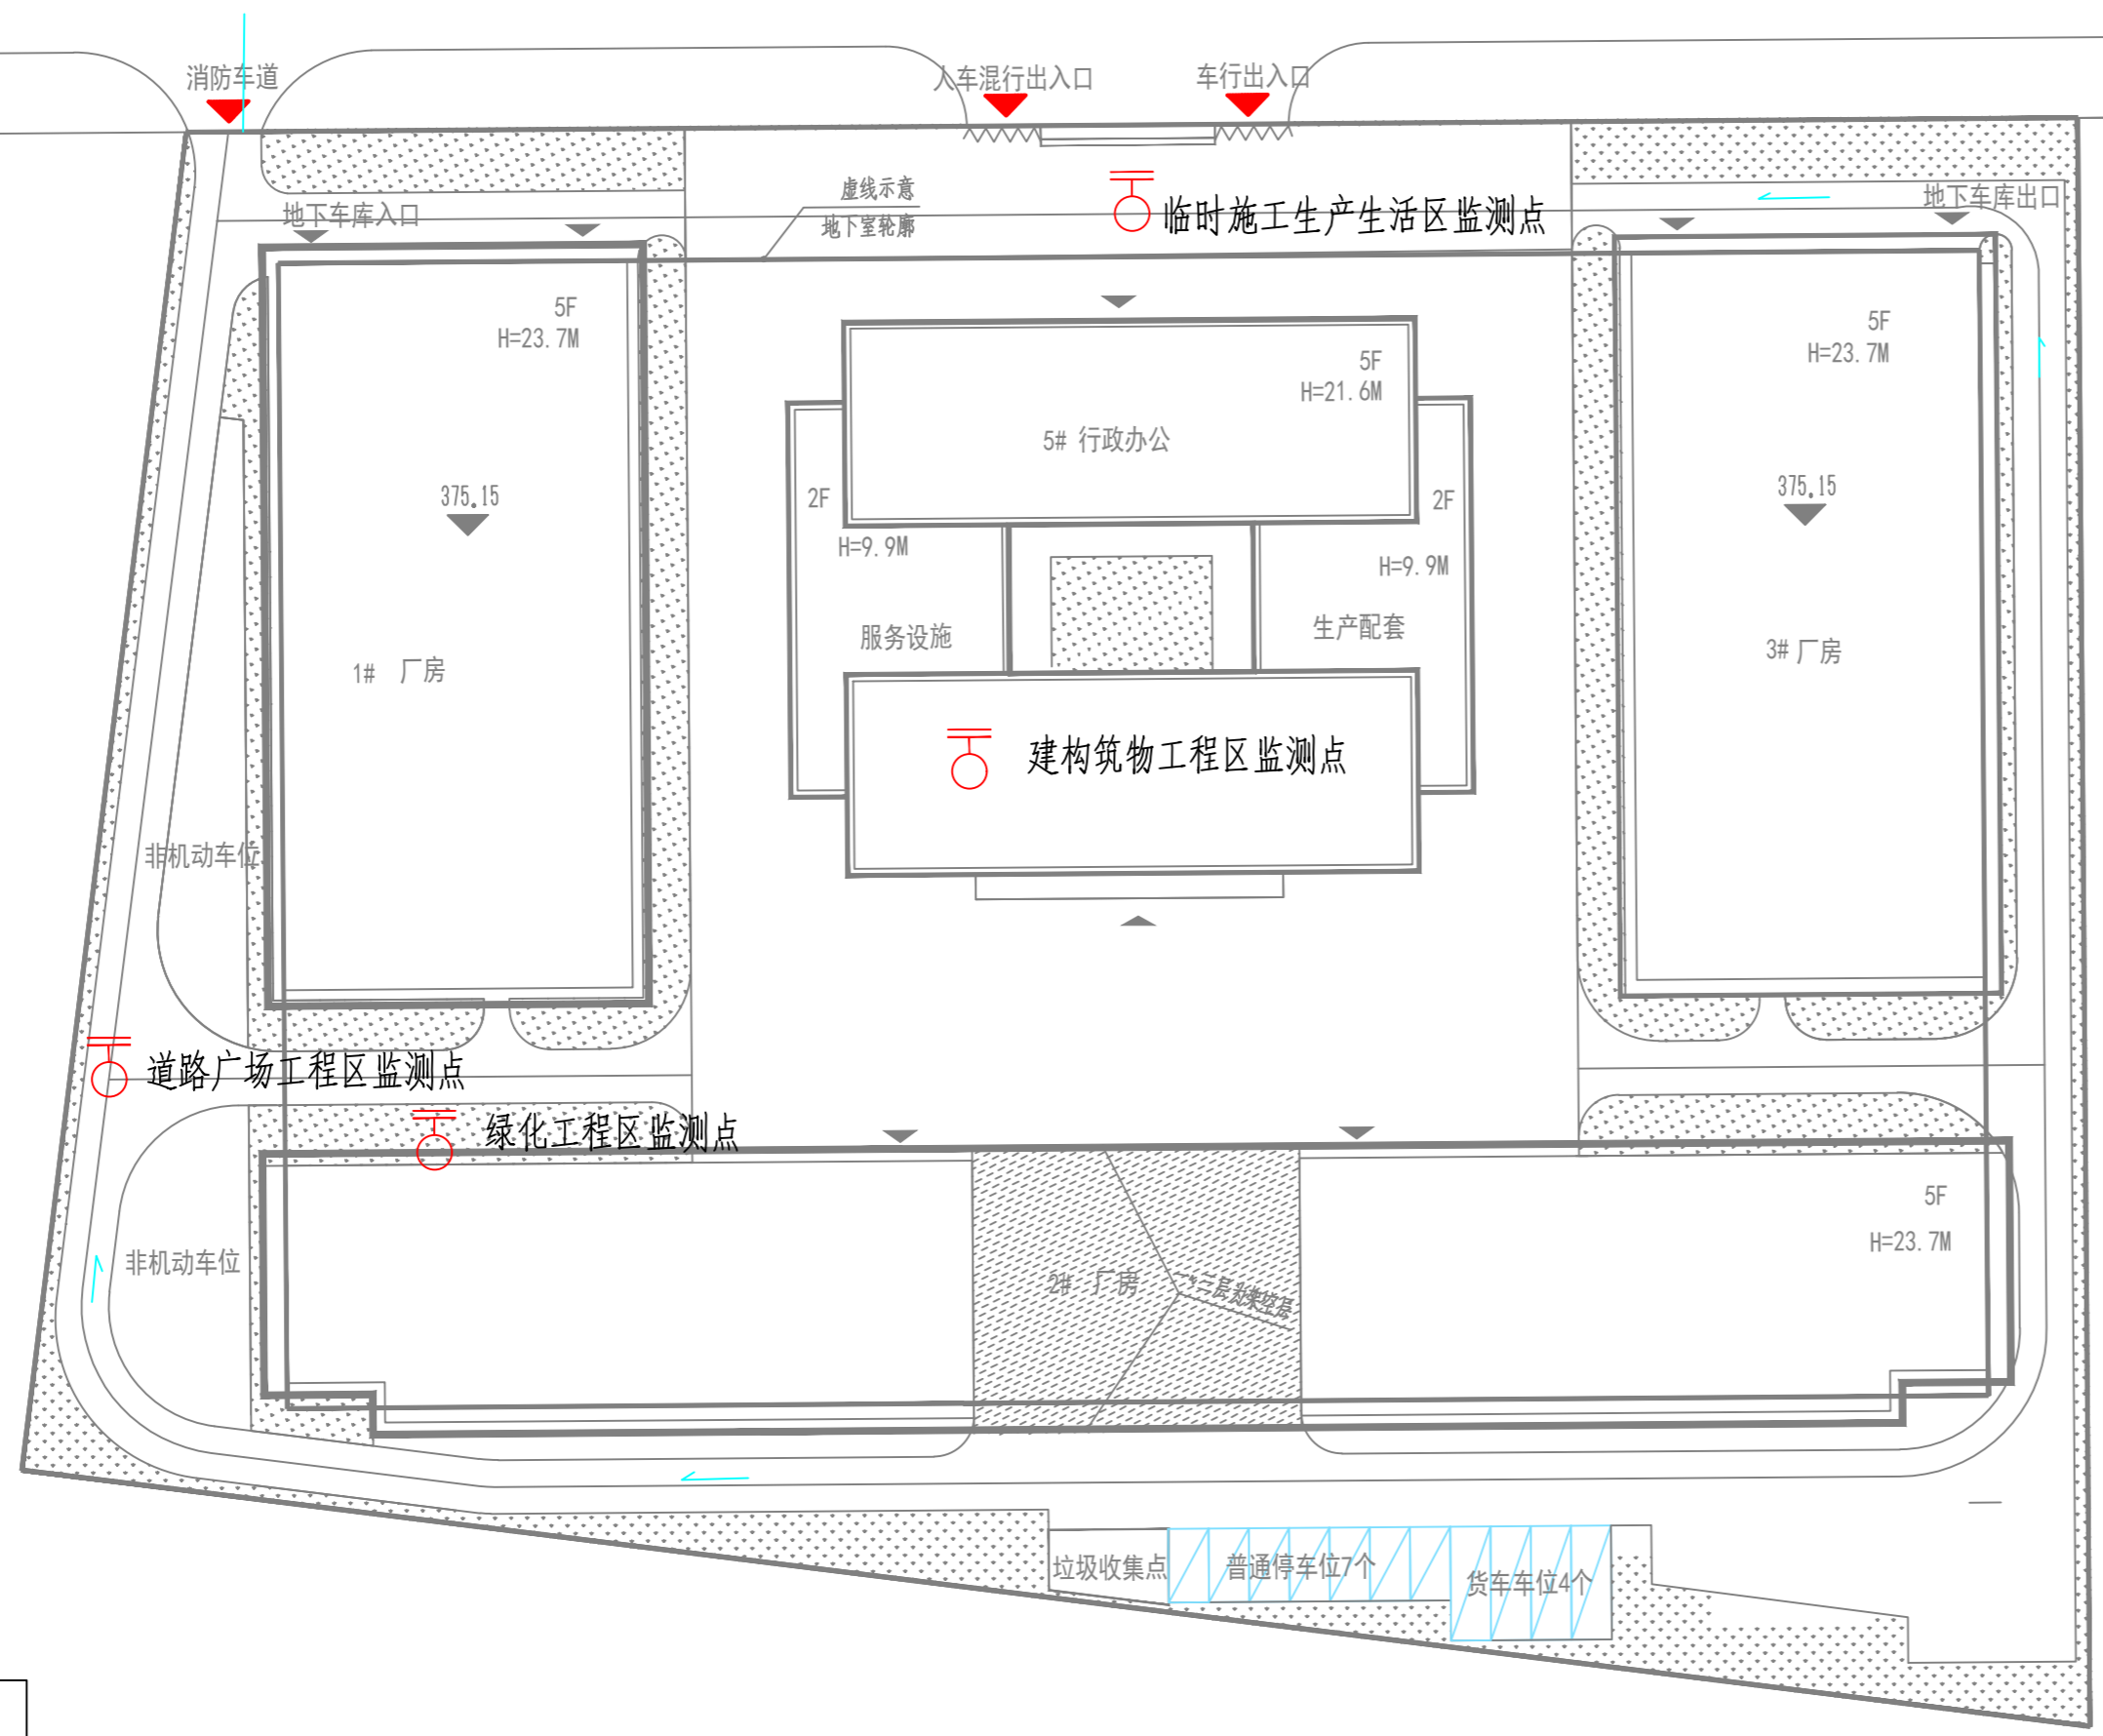 消防车道
人车混行出入口
车行出入口
虚线示意
地下室轮廓
地下车库入口
临时施工生产生活区监测点
地下车库出口
5F
H=23.7M
5F
H=21.6M
5F
H=23.7M
5# 行政办公
375.15
2F
2F
375.15
H=9.9M
H=9.9M
服务设施
生产配套
1# 厂房
3# 厂房
建构筑物工程区监测点
非机动车位
道路广场工程区监测点
绿化工程区监测点
5F
H=23.7M
非机动车位
2# 厂房
垃圾收集点
普通停车位7个
货车车位4个